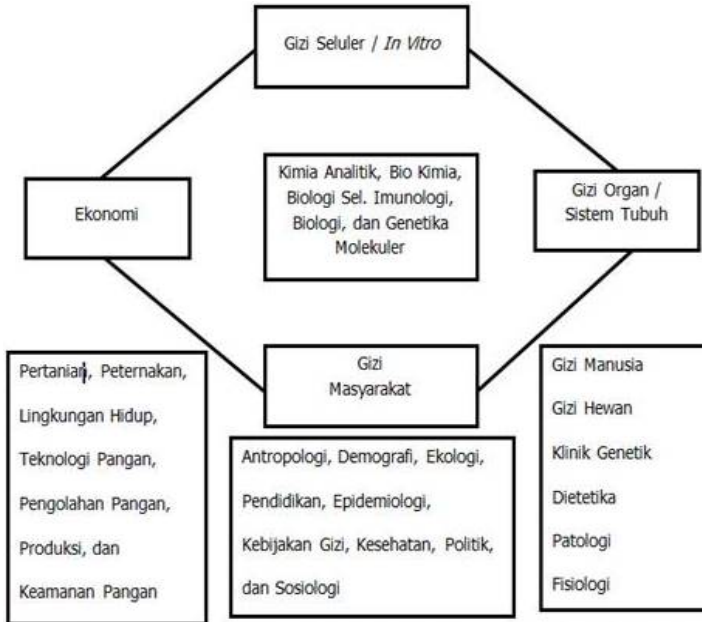 Gizi Seluler / In Vitro
Ekonomi
Kimia Analitik, Bio Kimia,
Biologi Sel. Imunologi,
Biologi, dan Genetika
Molekuler
Gizi Organ /
Sistem Tubuh
Gizi
Masyarakat
Pertanian, Peternakan,
Lingkungan Hidup,
Teknologi Pangan,
Pengolahan Pangan,
Produksi, dan
Keamanan Pangan
Antropologi, Demografi, Ekologi,
Pendidikan, Epidemiologi,
Kebijakan Gizi, Kesehatan, Politik,
dan Sosiologi
Gizi Manusia
Gizi Hewan
Klinik Genetik
Dietetika
Patologi
Fisiologi